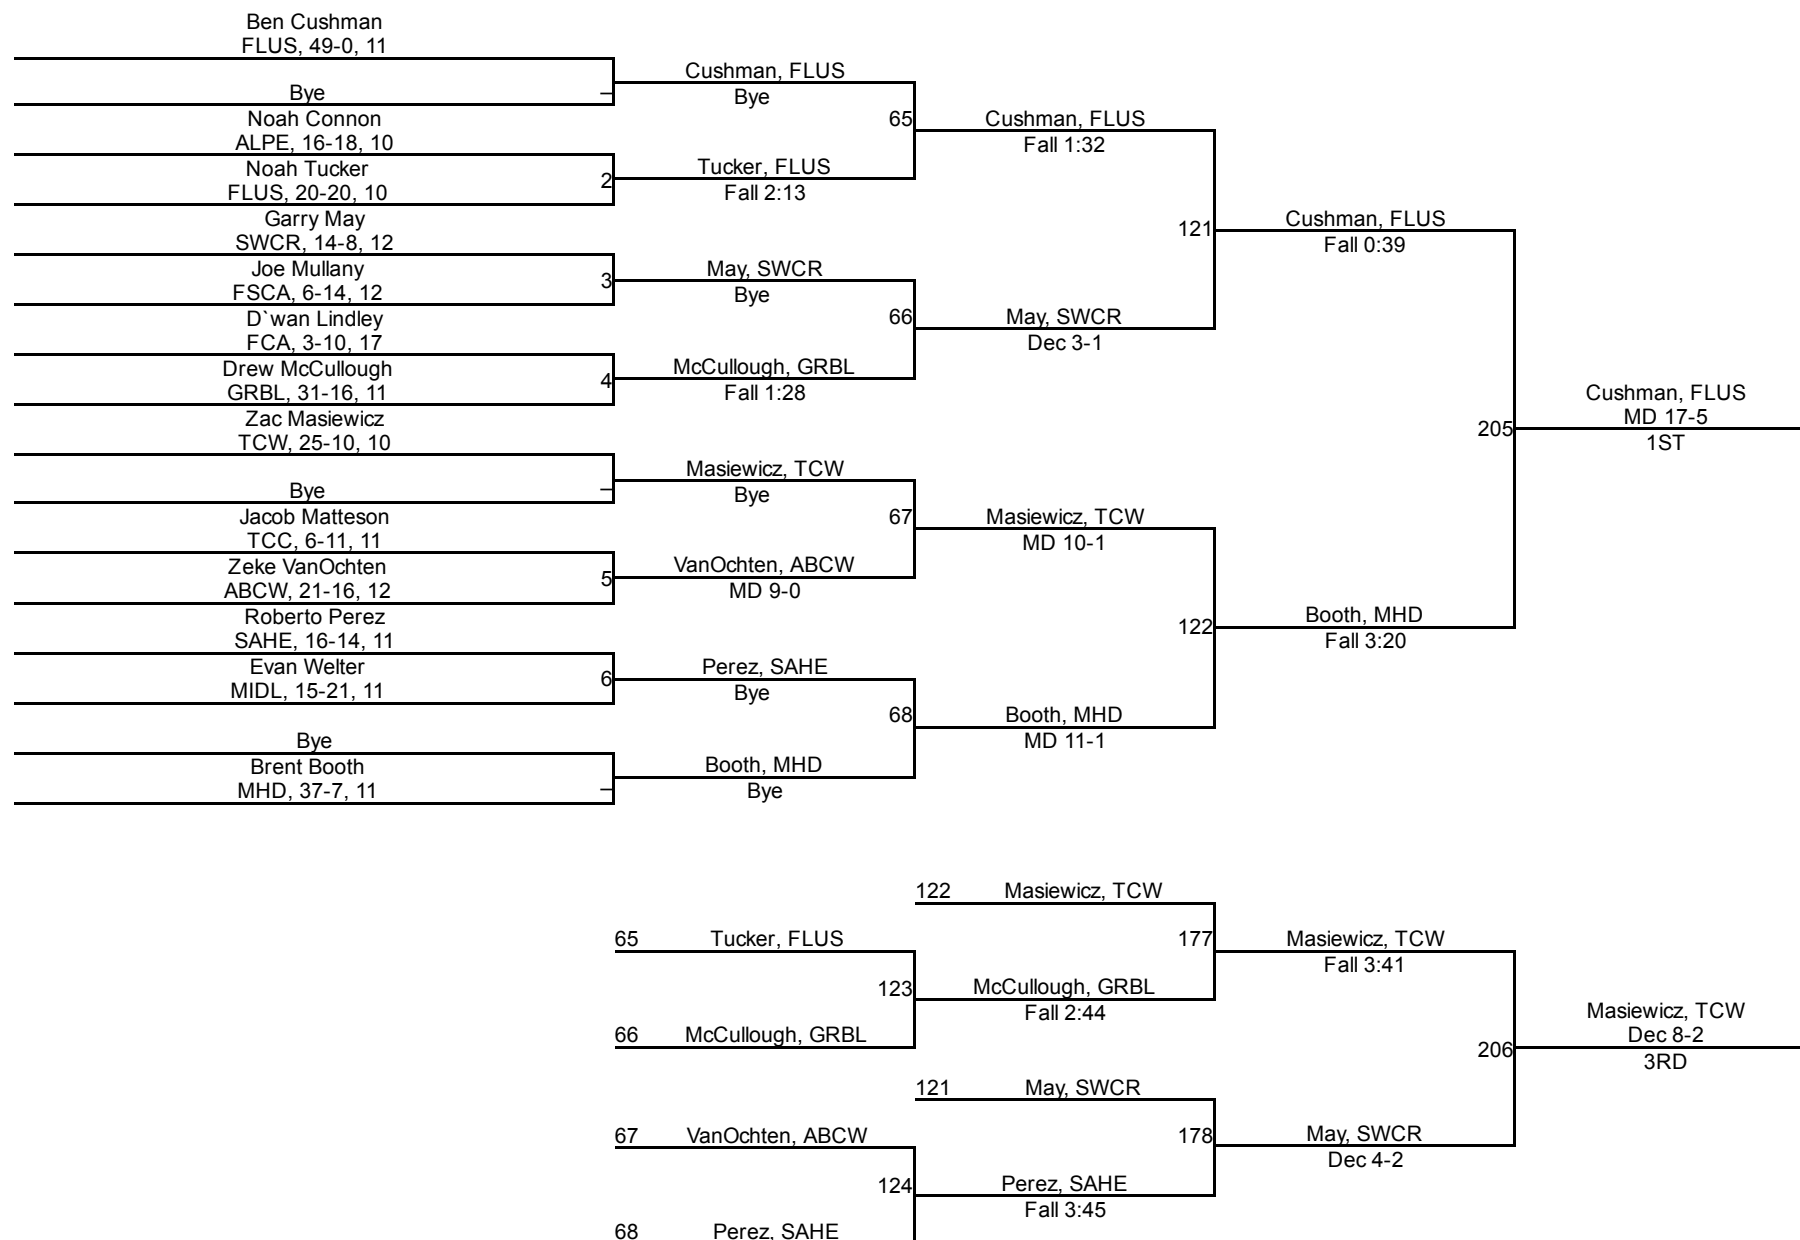 Ben Cushman
FLUS, 49-0, 11
Bye
Noah Connon
ALPE, 16-18, 10
Noah Tucker
FLUS, 20-20, 10
Garry May
SWCR, 14-8, 12
Joe Mullany
FSCA, 6-14, 12
D`wan Lindley
FCA, 3-10, 17
Drew McCullough
GRBL, 31-16, 11
Zac Masiewicz
TCW, 25-10, 10
Bye
Jacob Matteson
TCC, 6-11, 11
Zeke VanOchten
ABCW, 21-16, 12
Roberto Perez
SAHE, 16-14, 11
Evan Welter
MIDL, 15-21, 11
Bye
Brent Booth
MHD, 37-7, 11
–
2
3
4
–
5
6
–
Cushman, FLUS
Bye
Tucker, FLUS
Fall 2:13
May, SWCR
Bye
McCullough, GRBL
Fall 1:28
Masiewicz, TCW
Bye
VanOchten, ABCW
MD 9-0
Perez, SAHE
Bye
Booth, MHD
Bye
65
66
67
68
Cushman, FLUS
Fall 1:32
May, SWCR
Dec 3-1
Masiewicz, TCW
MD 10-1
Booth, MHD
MD 11-1
121
122
Cushman, FLUS
Fall 0:39
Booth, MHD
Fall 3:20
205
Cushman, FLUS
MD 17-5
1ST
122 Masiewicz, TCW
65 Tucker, FLUS
66 McCullough, GRBL
123
McCullough, GRBL
Fall 2:44
177
Masiewicz, TCW
Fall 3:41
121 May, SWCR
67 VanOchten, ABCW
68 Perez, SAHE
124
Perez, SAHE
Fall 3:45
178
May, SWCR
Dec 4-2
206
Masiewicz, TCW
Dec 8-2
3RD